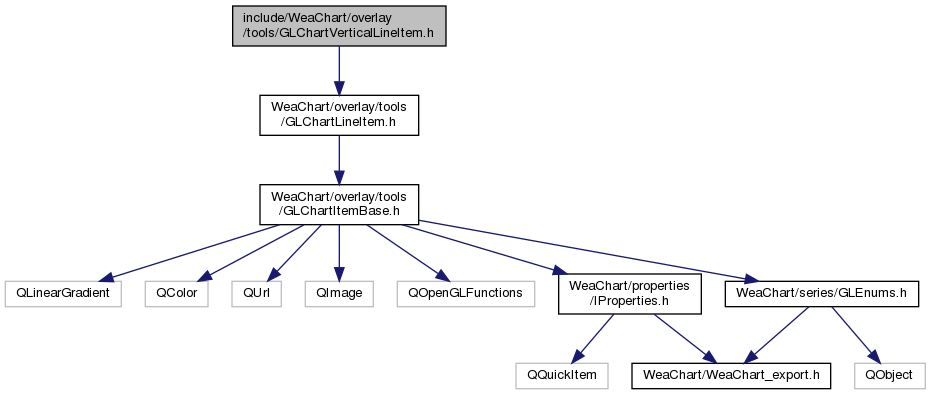 include/WeaChart/overlay
/tools/GLChartVerticalLineItem.h
WeaChart/overlay/tools
/GLChartLineItem.h
WeaChart/overlay/tools
/GLChartItemBase.h
QLinearGradient
QColor
QUrl
QImage
QOpenGLFunctions
WeaChart/properties
/IProperties.h
WeaChart/series/GLEnums.h
QQuickItem
WeaChart/WeaChart_export.h
QObject